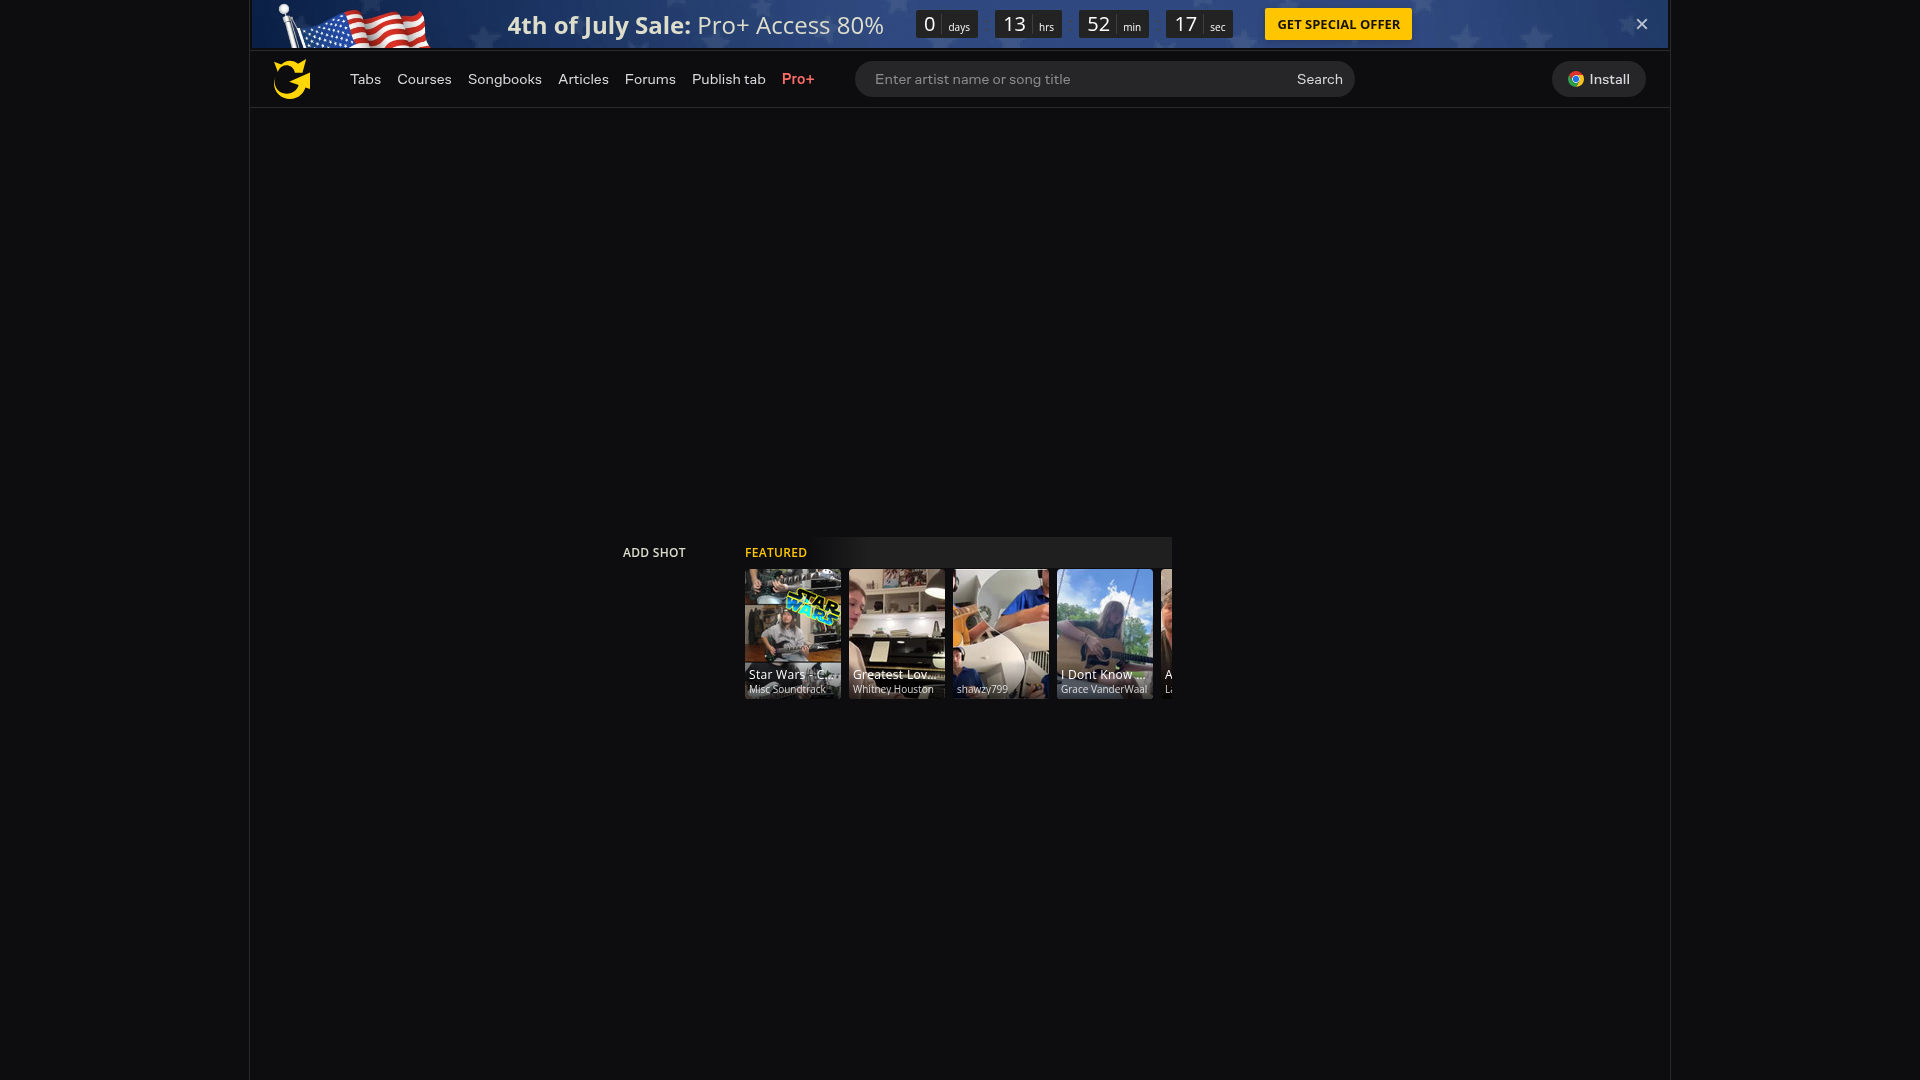 4th of July Sale: Pro+ Access 80%
0 days 13 hrs 52 min 17 sec
GET SPECIAL OFFER
×
Tabs Courses Songbooks Articles Forums Publish tab Pro+
Enter artist name or song title
Search
Install
ADD SHOT
FEATURED
STAR WARS
Star Wars - C...
Misc Soundtrack
Greatest Lov...
Whitney Houston
shawzy799
I Dont Know ...
Grace VanderWaal
A